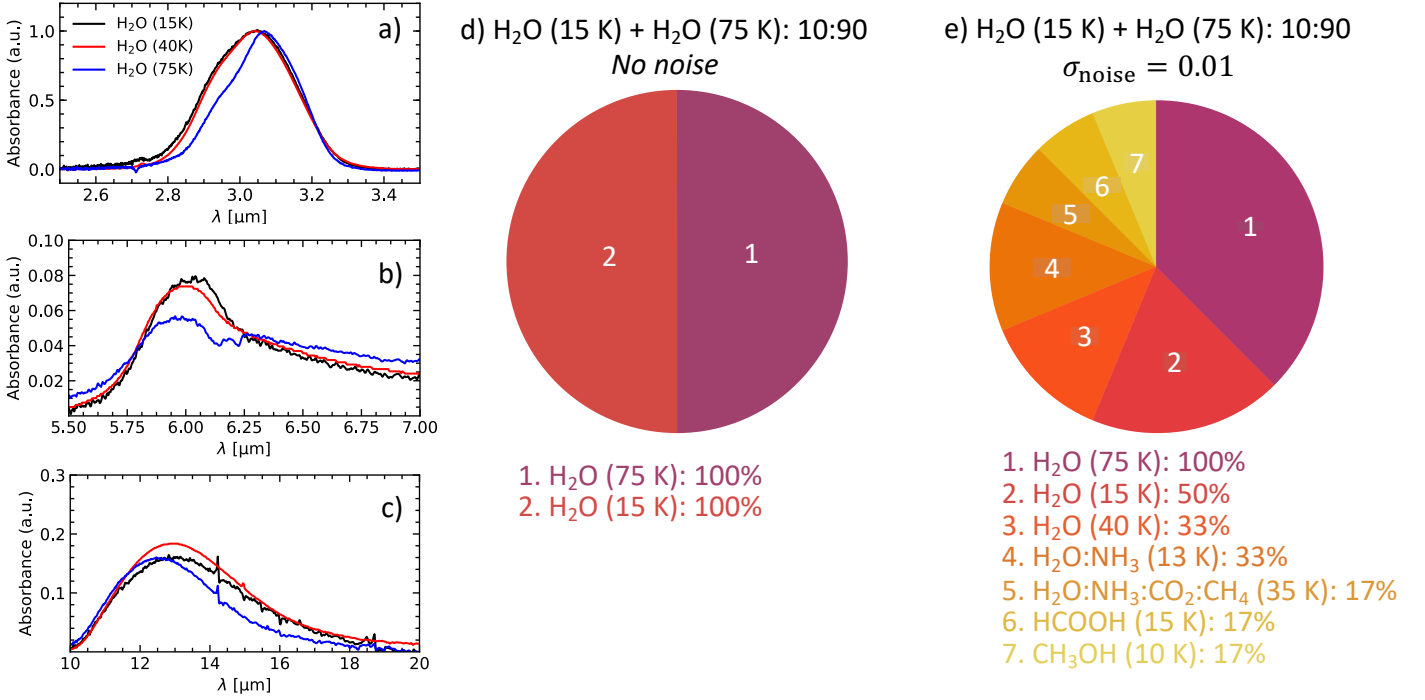 a)
H₂O (15K)
H₂O (40K)
H₂O (75K)
Absorbance (a.u.)
1.0
0.5
0.0
2.6 2.8 3.0 3.2 3.4
λ [μm]
b)
Absorbance (a.u.)
0.10
0.08
0.06
0.04
0.02
5.50 5.75 6.00 6.25 6.50 6.75 7.00
λ [μm]
c)
Absorbance (a.u.)
0.3
0.2
0.1
10 12 14 16 18 20
λ [μm]
d) H₂O (15 K) + H₂O (75 K): 10:90
No noise
2 1
1. H₂O (75 K): 100%
2. H₂O (15 K): 100%
e) H₂O (15 K) + H₂O (75 K): 10:90
σnoise = 0.01
1
2
3
4
5
6
7
1. H₂O (75 K): 100%
2. H₂O (15 K): 50%
3. H₂O (40 K): 33%
4. H₂O:NH₃ (13 K): 33%
5. H₂O:NH₃:CO₂:CH₄ (35 K): 17%
6. HCOOH (15 K): 17%
7. CH₃OH (10 K): 17%